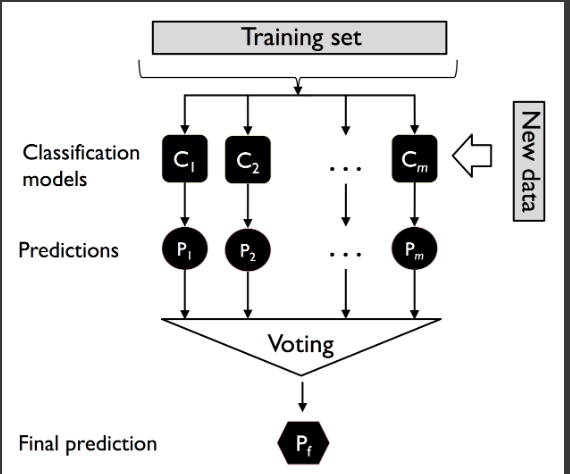 Training set
New data
Classification
models
C1
C2
...
Cm
Predictions
P1
P2
...
Pm
Voting
Final prediction
Pf